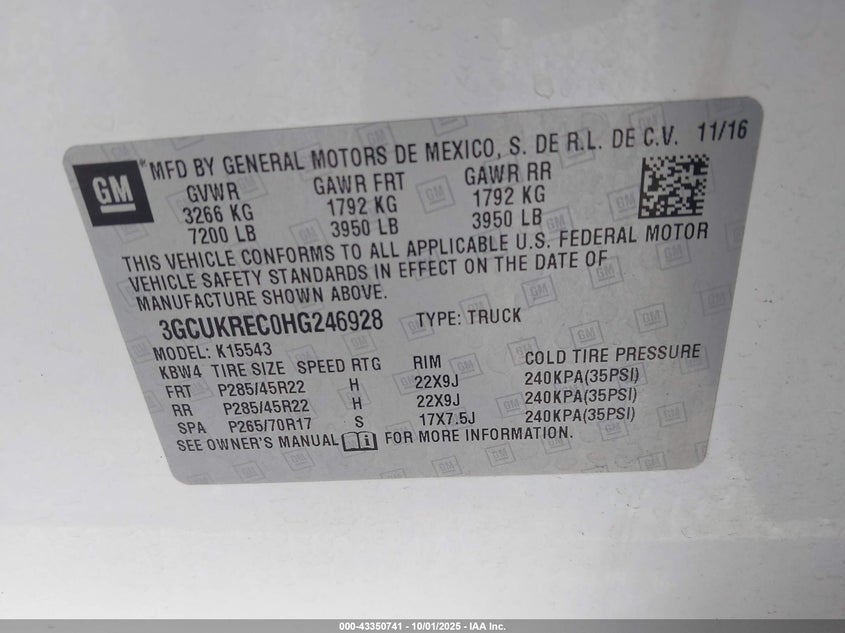 GM
*MFD BY GENERAL MOTORS DE MEXICO, S. DE R.L. DE C.V. 11/16
GVWR GAWR FRT GAWR RR
3266 KG 1792 KG 1792 KG
7200 LB 3950 LB 3950 LB
THIS VEHICLE CONFORMS TO ALL APPLICABLE U.S. FEDERAL MOTOR
VEHICLE SAFETY STANDARDS IN EFFECT ON THE DATE OF
MANUFACTURE SHOWN ABOVE.
3GCUKREC0HG246928 TYPE: TRUCK
MODEL: K15543
KBW4 TIRE SIZE SPEED RTG RIM COLD TIRE PRESSURE
FRT P285/45R22 H 22X9J 240KPA(35PSI)
RR P285/45R22 H 22X9J 240KPA(35PSI)
SPA P265/70R17 S 17X7.5J 240KPA(35PSI)
SEE OWNER'S MANUAL i FOR MORE INFORMATION.
000-43350741 - 10/01/2025 - IAA Inc.